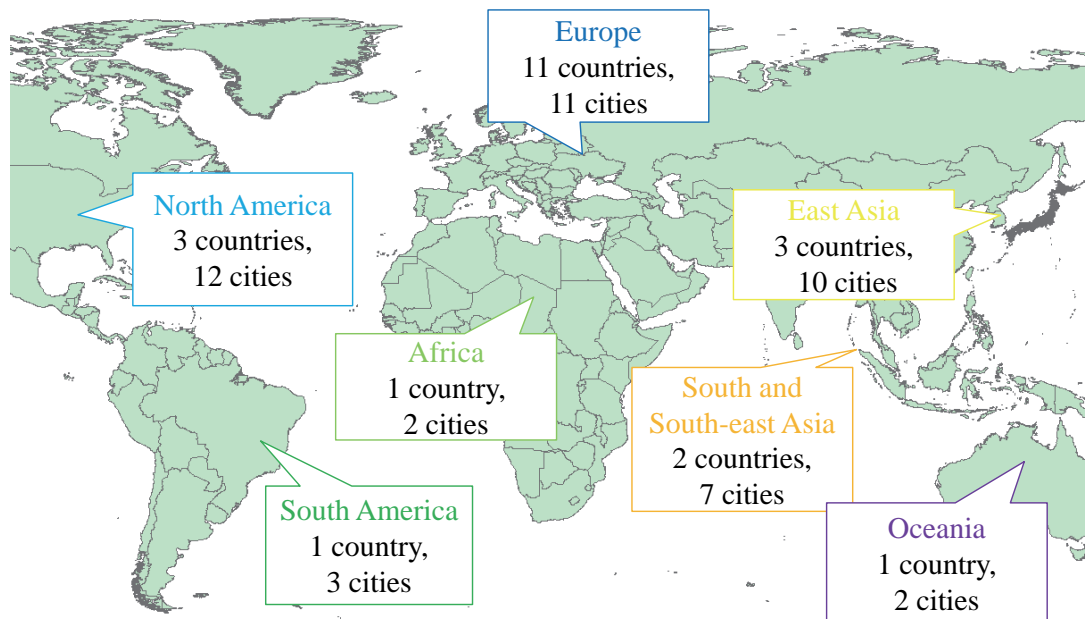 Europe
11 countries,
11 cities
North America
3 countries,
12 cities
East Asia
3 countries,
10 cities
Africa
1 country,
2 cities
South and
South-east Asia
2 countries,
7 cities
South America
1 country,
3 cities
Oceania
1 country,
2 cities